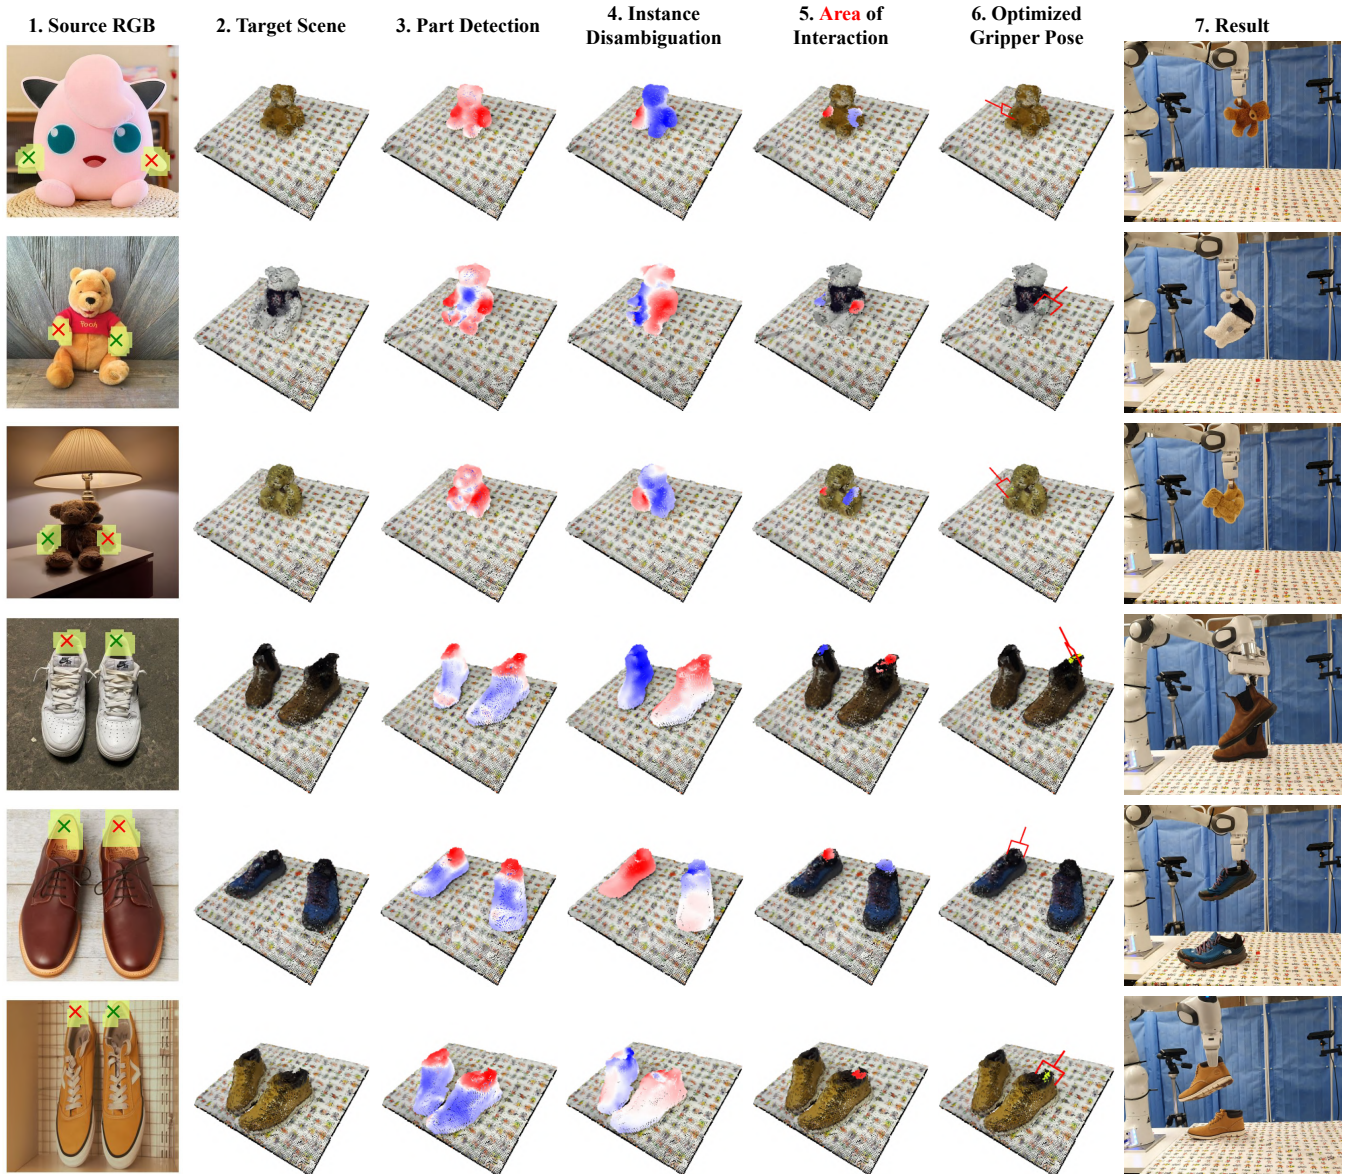 1. Source RGB
2. Target Scene
3. Part Detection
4. Instance
Disambiguation
5. Area of
Interaction
6. Optimized
Gripper Pose
7. Result
Pooh